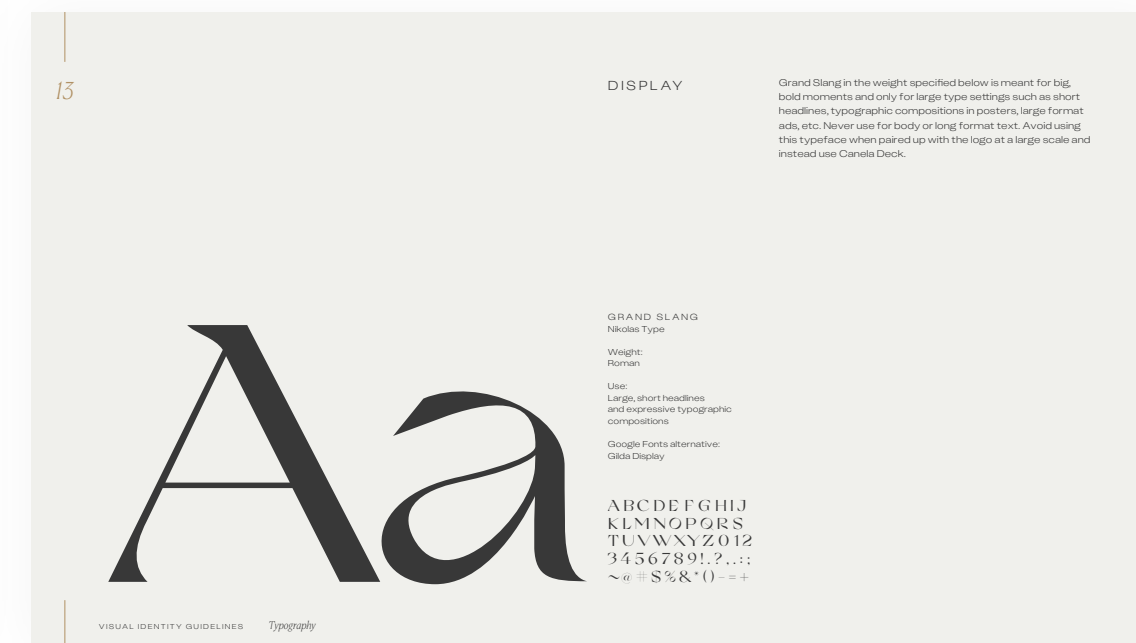 13
DISPLAY
Grand Slang in the weight specified below is meant for big,
bold moments and only for large type settings such as short
headlines, typographic compositions in posters, large format
ads, etc. Never use for body or long format text. Avoid using
this typeface when paired up with the logo at a large scale and
instead use Canela Deck.
Aa
GRAND SLANG
Nikolas Type
Weight:
Roman
Use:
Large, short headlines
and expressive typographic
compositions
Google Fonts alternative:
Gilda Display
ABCDEFGHIJ
KLMNOPQRS
TUVWXYZ012
3456789!.?,.:;
~@#$%&*()-=+
VISUAL IDENTITY GUIDELINES
Typography